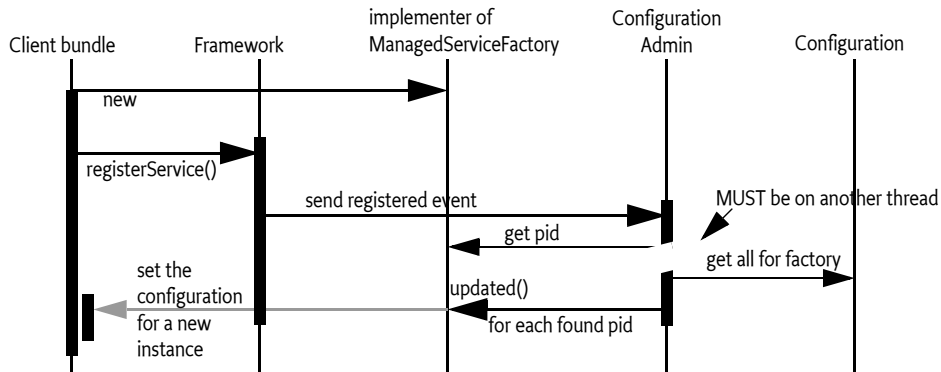 implementer of
Configuration
Client bundle
Framework
ManagedServiceFactory
Admin
Configuration
new
registerService()
send registered event
MUST be on another thread
get pid
get all for factory
set the
configuration
for a new
instance
updated()
for each found pid